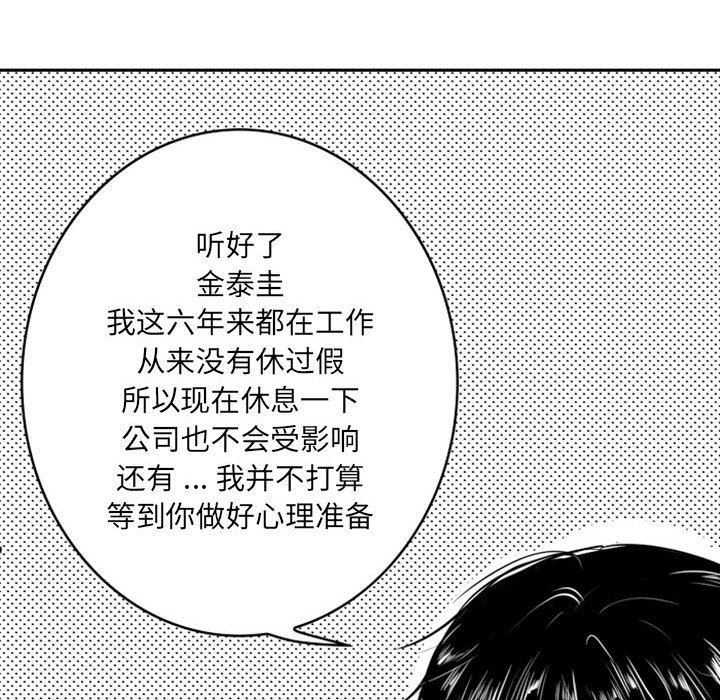 听好了
金泰圭
我这六年来都在工作
从来没有休过假
所以现在休息一下
公司也不会受影响
还有...我并不打算
等到你做好心理准备